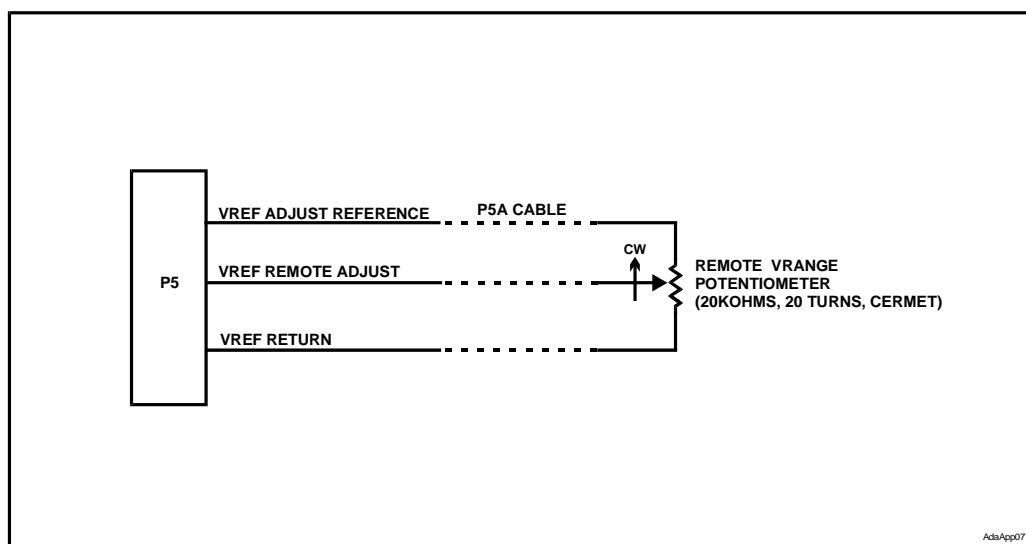 VREF ADJUST REFERENCE
P5A CABLE
CW
P5
VREF REMOTE ADJUST
REMOTE VRANGE
POTENTIOMETER
(20KOHMS, 20 TURNS, CERMET)
VREF RETURN
AdaApp07